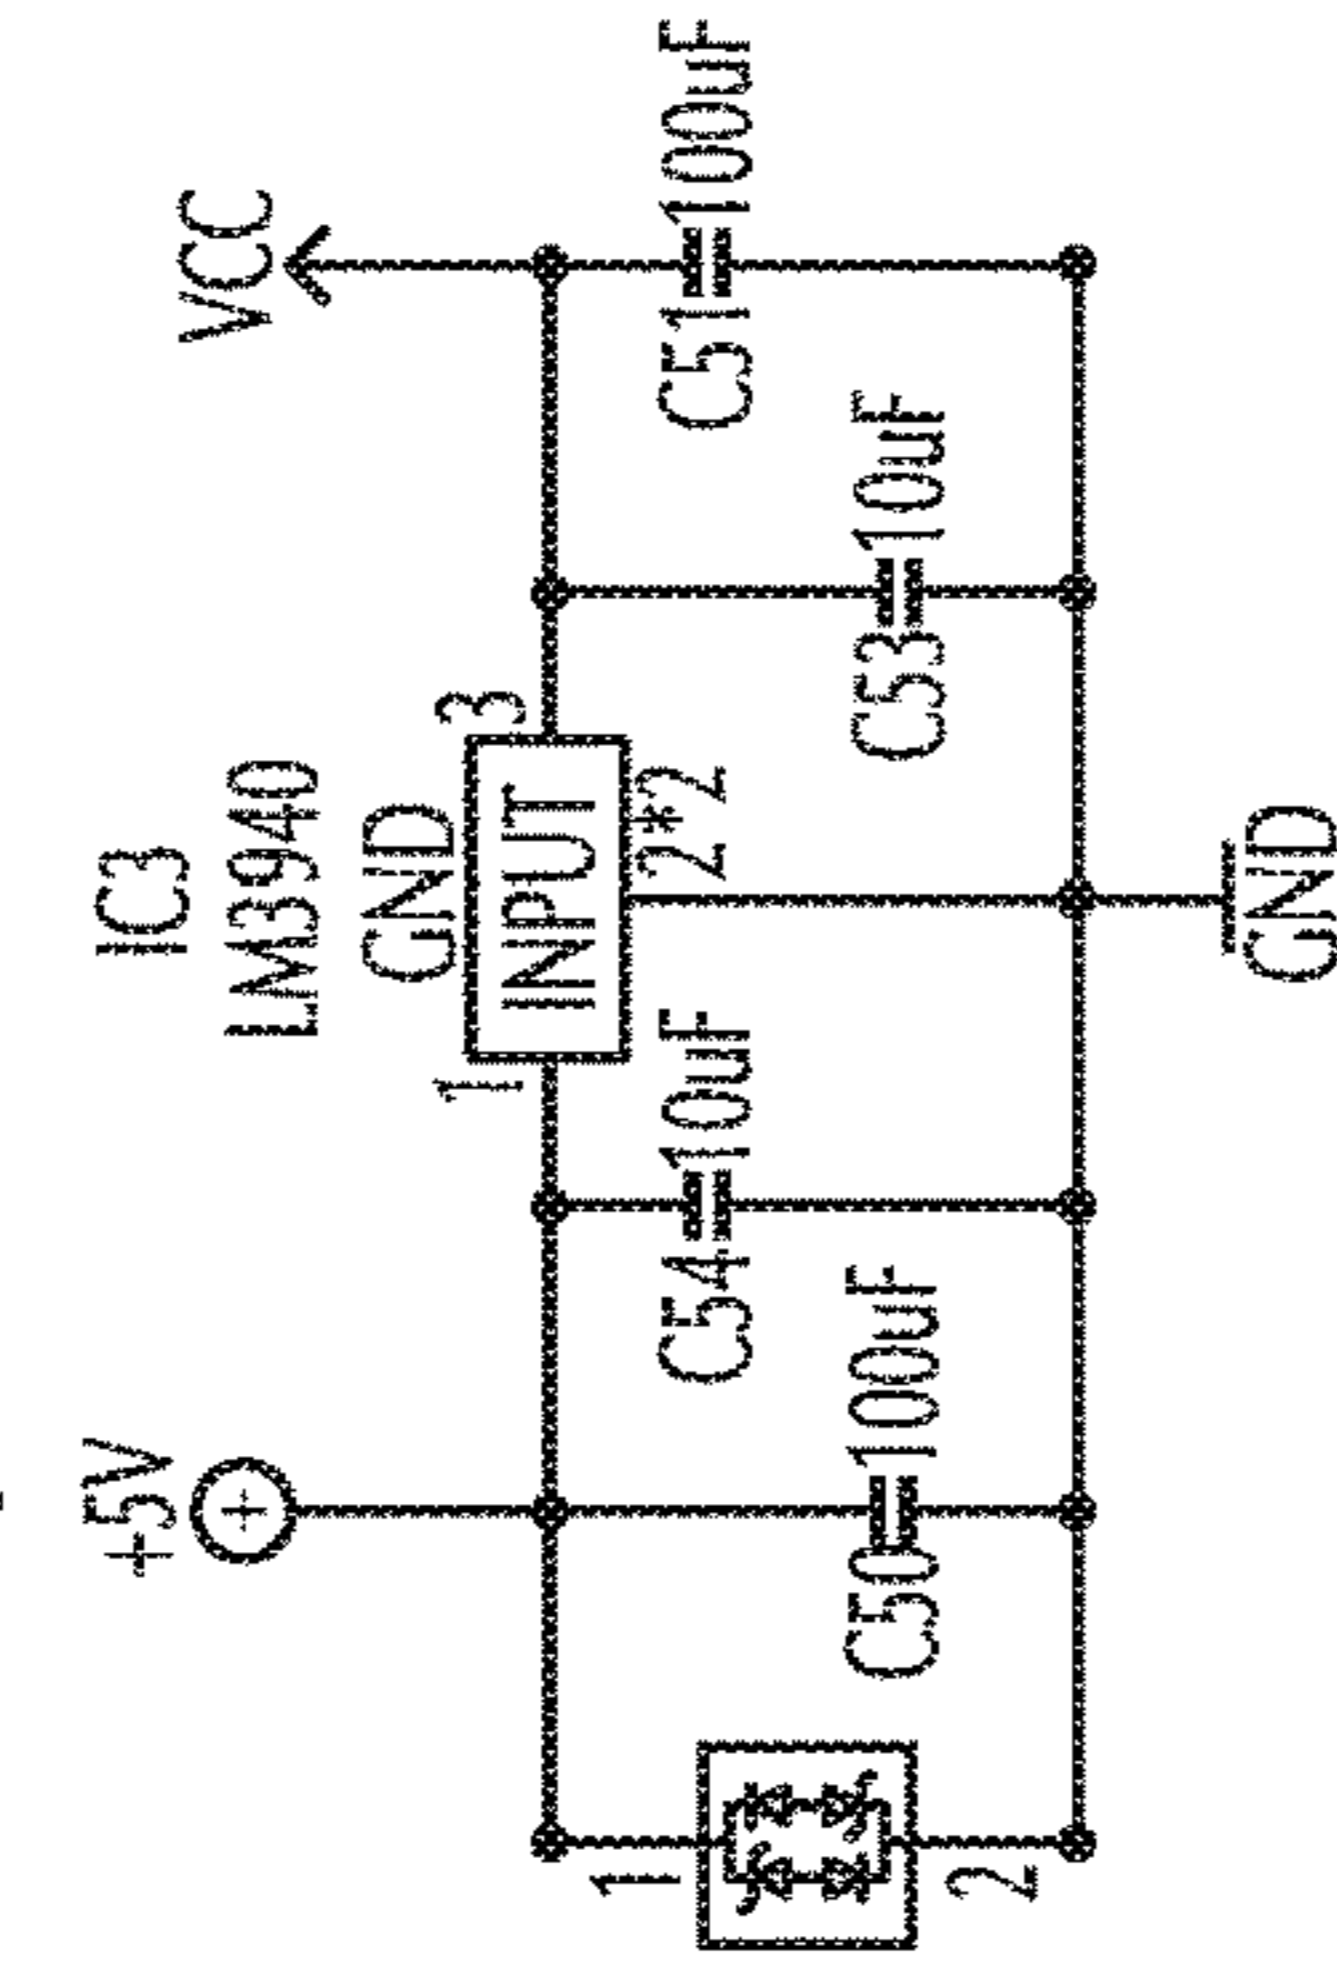 +5V
VCC
IC3
LM3940
GND
1
INPUT
3
2*2
C54
10uF
C51
100uF
1
2
C50
100uF
C53
10uF
GND